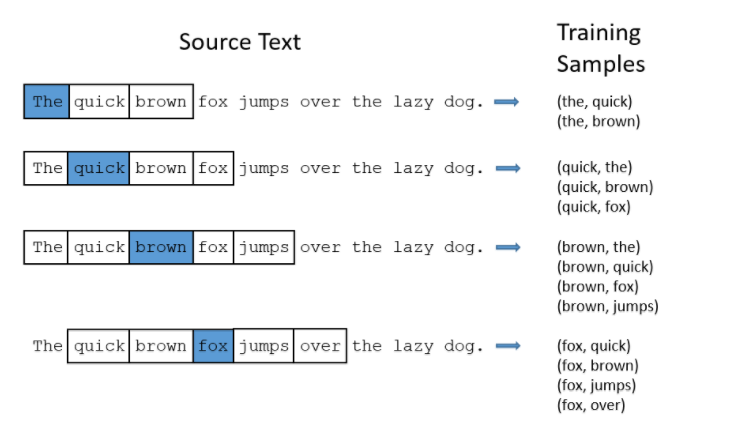 Source Text
Training
Samples
The quick brown fox jumps over the lazy dog.
(the, quick)
(the, brown)
The quick brown fox jumps over the lazy dog.
(quick, the)
(quick, brown)
(quick, fox)
The quick brown fox jumps over the lazy dog.
(brown, the)
(brown, quick)
(brown, fox)
(brown, jumps)
The quick brown fox jumps over the lazy dog.
(fox, quick)
(fox, brown)
(fox, jumps)
(fox, over)